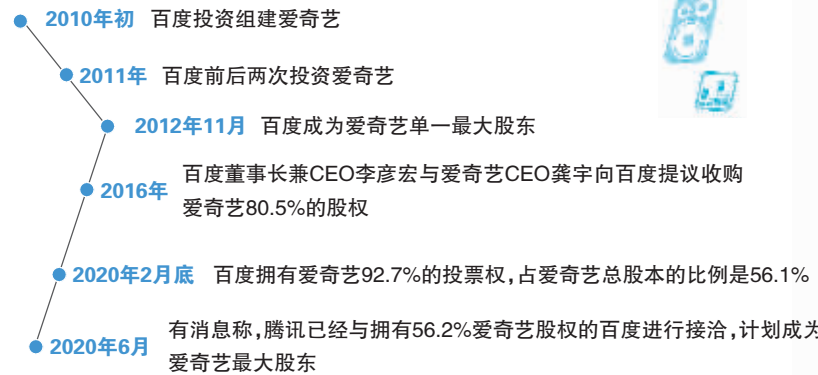 2010年初 百度投资组建爱奇艺
2011年 百度前后两次投资爱奇艺
2012年11月 百度成为爱奇艺单一最大股东
2016年 百度董事长兼CEO李彦宏与爱奇艺CEO龚宇向百度提议收购
爱奇艺80.5%的股权
2020年2月底 百度拥有爱奇艺92.7%的投票权,占爱奇艺总股本的比例是56.1%
2020年6月 有消息称,腾讯已经与拥有56.2%爱奇艺股权的百度进行接洽,计划成为
爱奇艺最大股东